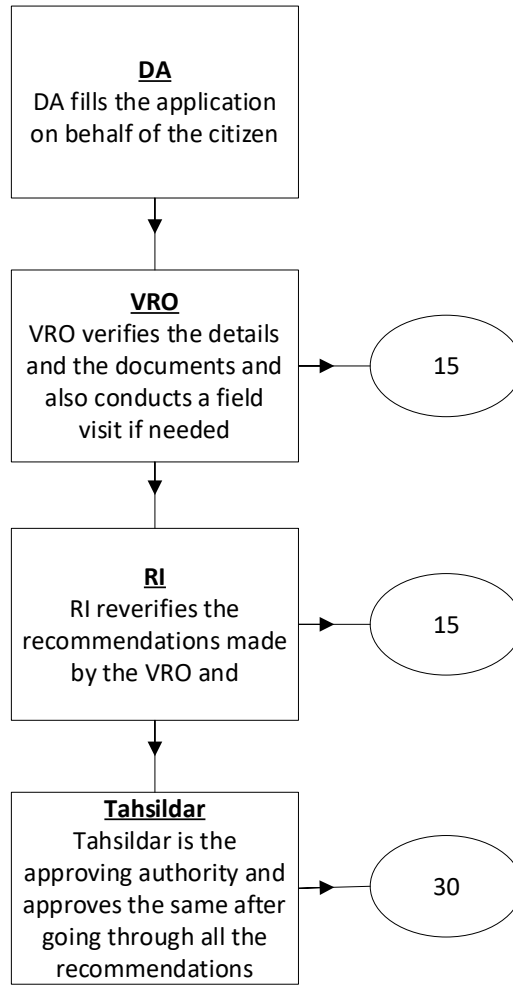 DA
DA fills the application
on behalf of the citizen
VRO
VRO verifies the details
and the documents and
also conducts a field
visit if needed
15
RI
RI reverifies the
recommendations made
by the VRO and
15
Tahsildar
Tahsildar is the
approving authority and
approves the same after
going through all the
recommendations
30